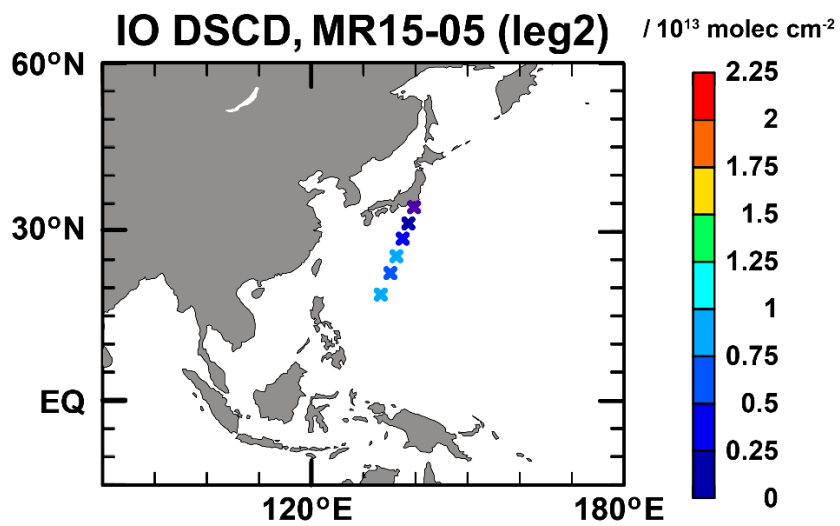 IO DSCD, MR15-05 (leg2)
/ 10¹³ molec cm⁻²
60°N
30°N
EQ
120°E
180°E
2.25
2
1.75
1.5
1.25
1
0.75
0.5
0.25
0